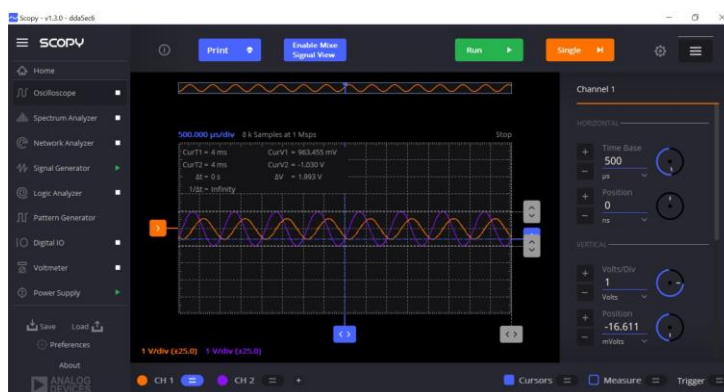 Scopy - v1.3.0 - dda5ec6
SCOPY
Print
Enable Mixe
Signal View
Run
Single
Home
Oscilloscope
Spectrum Analyzer
Network Analyzer
Signal Generator
Logic Analyzer
Pattern Generator
Digital IO
Voltmeter
Power Supply
Save Load
Preferences
About
ANALOG
DEVICES
500.000 µs/div 8 k Samples at 1 Msps Stop
CurT1 = 4 ms CurV1 = 963.455 mV
CurT2 = 4 ms CurV2 = -1.030 V
Δt = 0 s ΔV = 1.993 V
1/Δt = Infinity
1 V/div (±25.0) 1 V/div (±25.0)
CH 1 CH 2 + Cursors Measure Trigger
Channel 1
HORIZONTAL
Time Base
+ 500
- µs
Position
+ 0
- ns
VERTICAL
Volts/Div
+ 1
- Volts
Position
+ -16.611
- mVolts